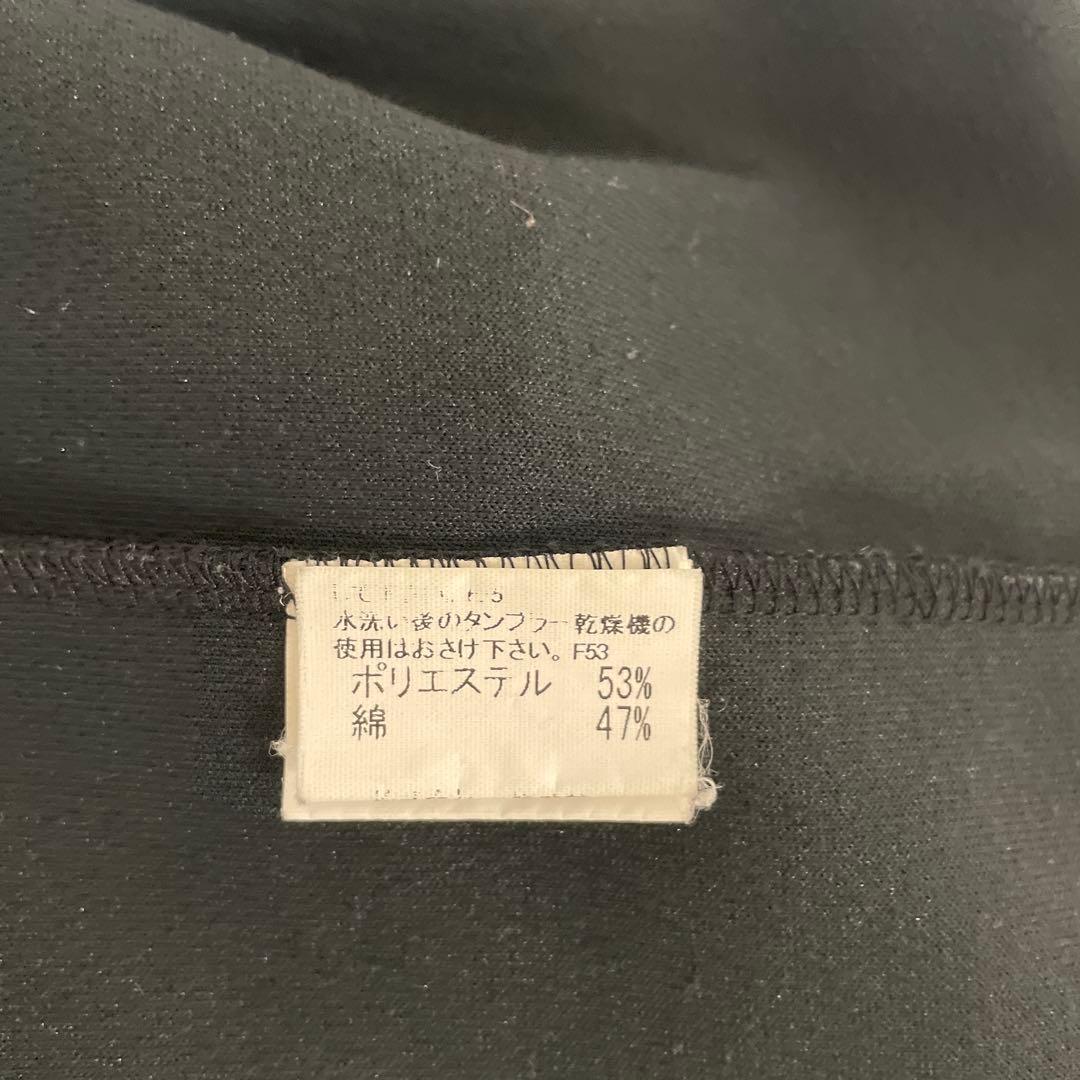 水洗い後のタンブラー乾燥機の
使用はおさけ下さい。F53
ポリエステル 53%
綿 47%